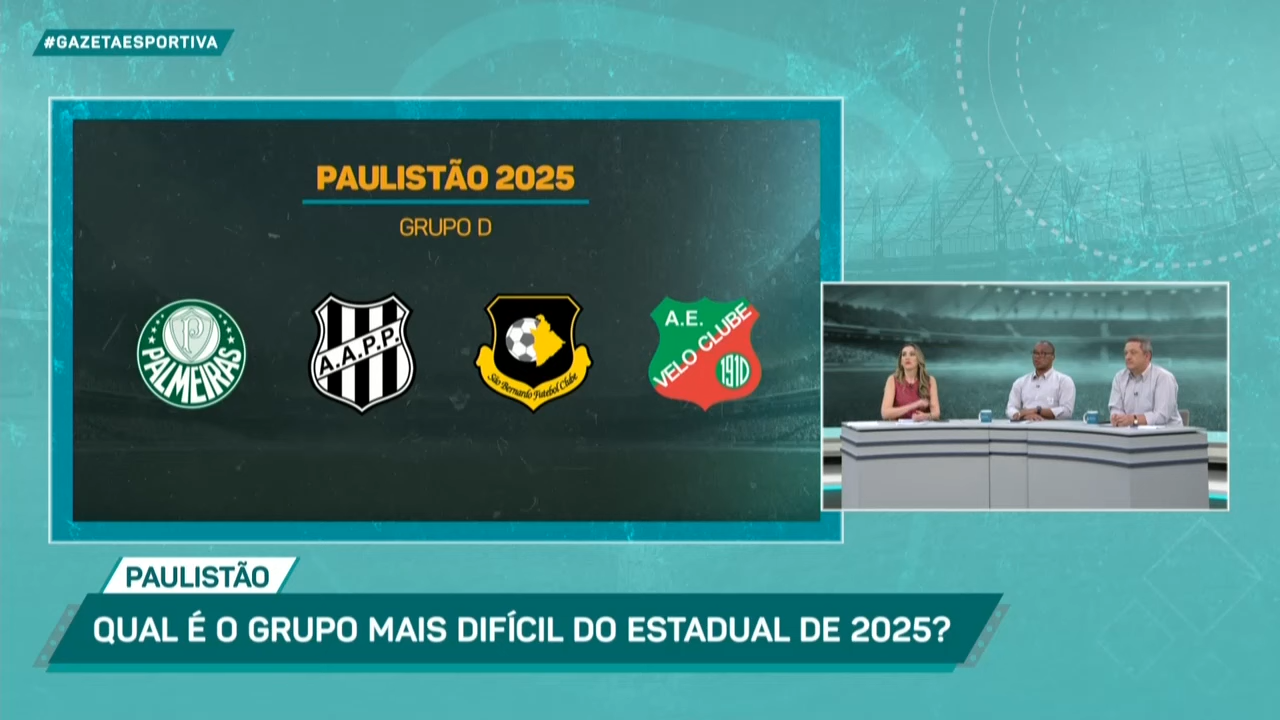 #GAZETAESPORTIVA
PAULISTÃO 2025
GRUPO D
P
PALMEIRAS
A.A.P.P.
São Bernardo Futebol Clube
A.E.
VELO CLUBE
1910
PAULISTÃO
QUAL É O GRUPO MAIS DIFÍCIL DO ESTADUAL DE 2025?